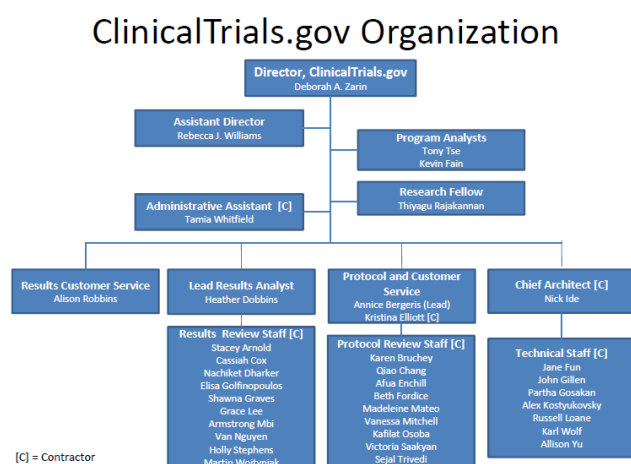 ClinicalTrials.gov Organization
Director, ClinicalTrials.gov
Deborah A. Zarin
Assistant Director
Rebecca J. Williams
Program Analysts
Tony Tse
Kevin Fain
Administrative Assistant [C]
Tamia Whitfield
Research Fellow
Thiyagu Rajakannan
Results Customer Service
Alison Robbins
Lead Results Analyst
Heather Dobbins
Protocol and Customer
Service
Annice Bergeris (Lead)
Kristina Elliott [C]
Chief Architect [C]
Nick Ide
Results Review Staff [C]
Stacey Arnold
Cassiah Cox
Nachiket Dharker
Elisa Golfinopoulos
Shawna Graves
Grace Lee
Armstrong Mbi
Van Nguyen
Holly Stephens
Martin Wojtyniak
Protocol Review Staff [C]
Karen Bruchey
Qiao Chang
Afua Enchill
Beth Fordice
Madeleine Mateo
Vanessa Mitchell
Kafilat Osoba
Victoria Saakyan
Sejal Trivedi
Technical Staff [C]
Jane Fun
John Gillen
Partha Gosakan
Alex Kostyukovsky
Russell Loane
Karl Wolf
Allison Yu
[C] = Contractor